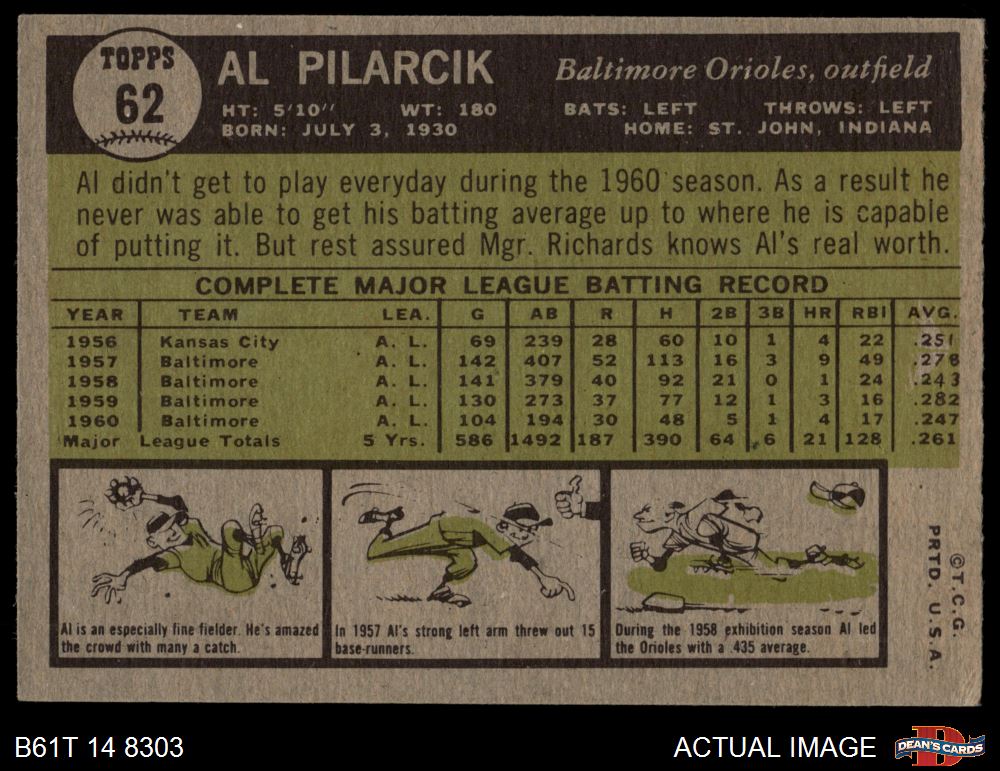 TOPPS
62
AL PILARCIK
Baltimore Orioles, outfield
HT: 5'10" WT: 180 BATS: LEFT THROWS: LEFT
BORN: JULY 3, 1930 HOME: ST. JOHN, INDIANA
Al didn't get to play everyday during the 1960 season. As a result he
never was able to get his batting average up to where he is capable
of putting it. But rest assured Mgr. Richards knows Al's real worth.
COMPLETE MAJOR LEAGUE BATTING RECORD
YEAR TEAM LEA. G AB R H 2B 3B HR RBI AVG.
1956 Kansas City A. L. 69 239 28 60 10 1 4 22 .251
1957 Baltimore A. L. 142 407 52 113 16 3 9 49 .278
1958 Baltimore A. L. 141 379 40 92 21 0 1 24 .243
1959 Baltimore A. L. 130 273 37 77 12 1 3 16 .282
1960 Baltimore A. L. 104 194 30 48 5 1 4 17 .247
Major League Totals 5 Yrs. 586 1492 187 390 64 6 21 128 .261
Al is an especially fine fielder. He's amazed
the crowd with many a catch.
In 1957 Al's strong left arm threw out 15
base-runners.
During the 1958 exhibition season Al led
the Orioles with a .435 average.
©T.C.G.
PRTD. U.S.A.
B61T 14 8303
ACTUAL IMAGE
DEAN'S CARDS